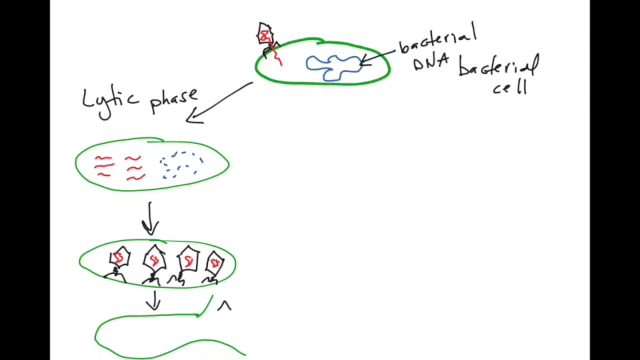 bacterial
DNA
bacterial
cell
Lytic phase